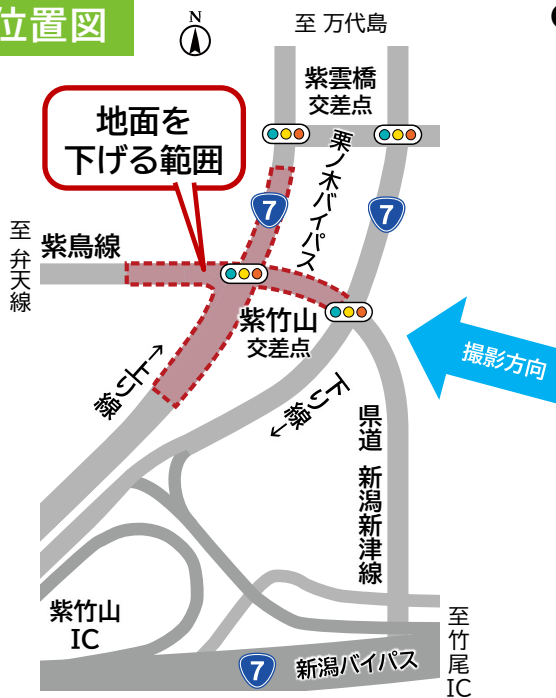 位置図
N
至 万代島
紫雲橋
交差点
地面を
下げる範囲
栗ノ木バイパス
7
7
至 弁天線
紫鳥線
紫竹山
交差点
撮影方向
←上り線
下り線→
県道 新潟新津線
紫竹山
IC
至 竹尾IC
7
新潟バイパス